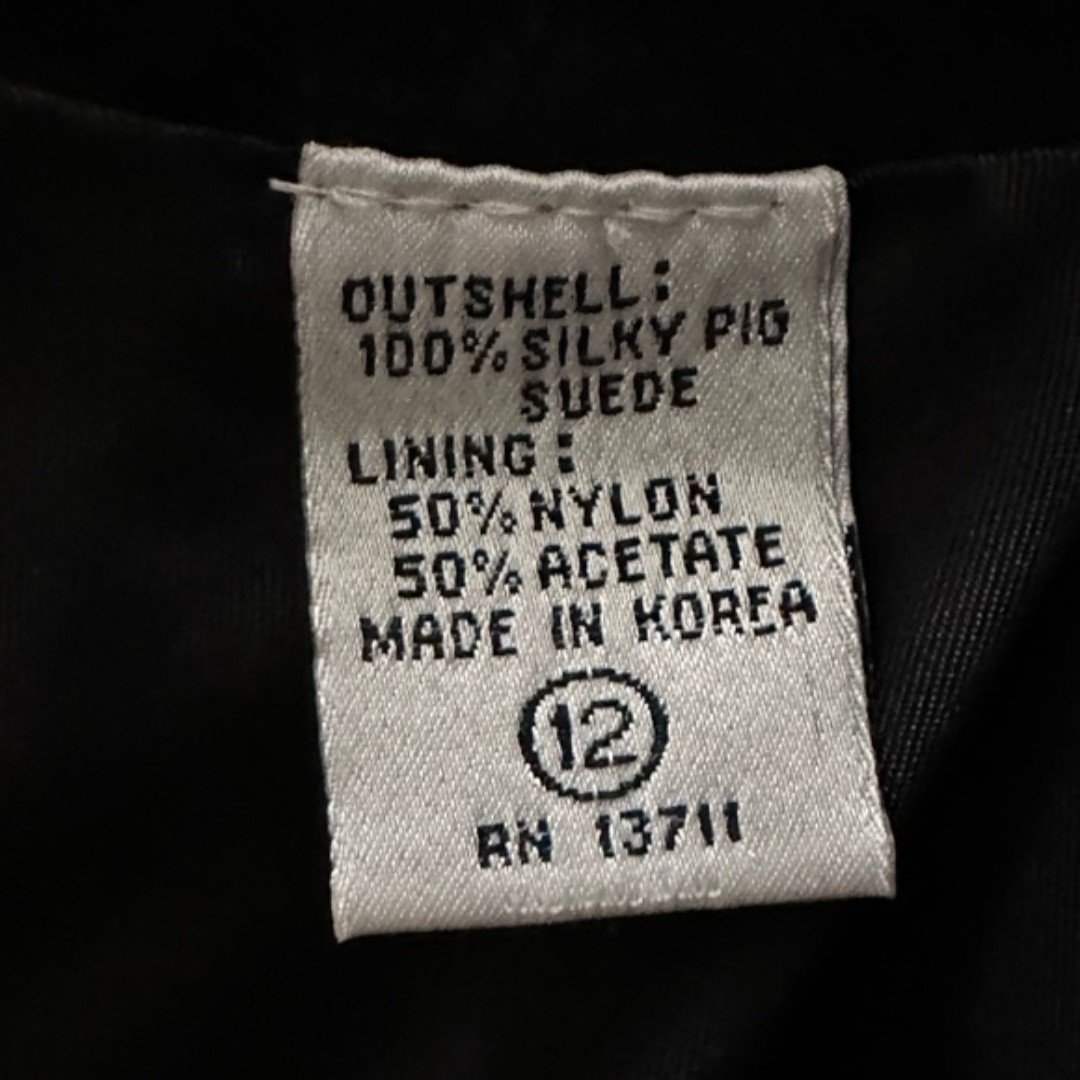 OUTSHELL:
100% SILKY PIG
SUEDE
LINING:
50% NYLON
50% ACETATE
MADE IN KOREA
12
RN 13711